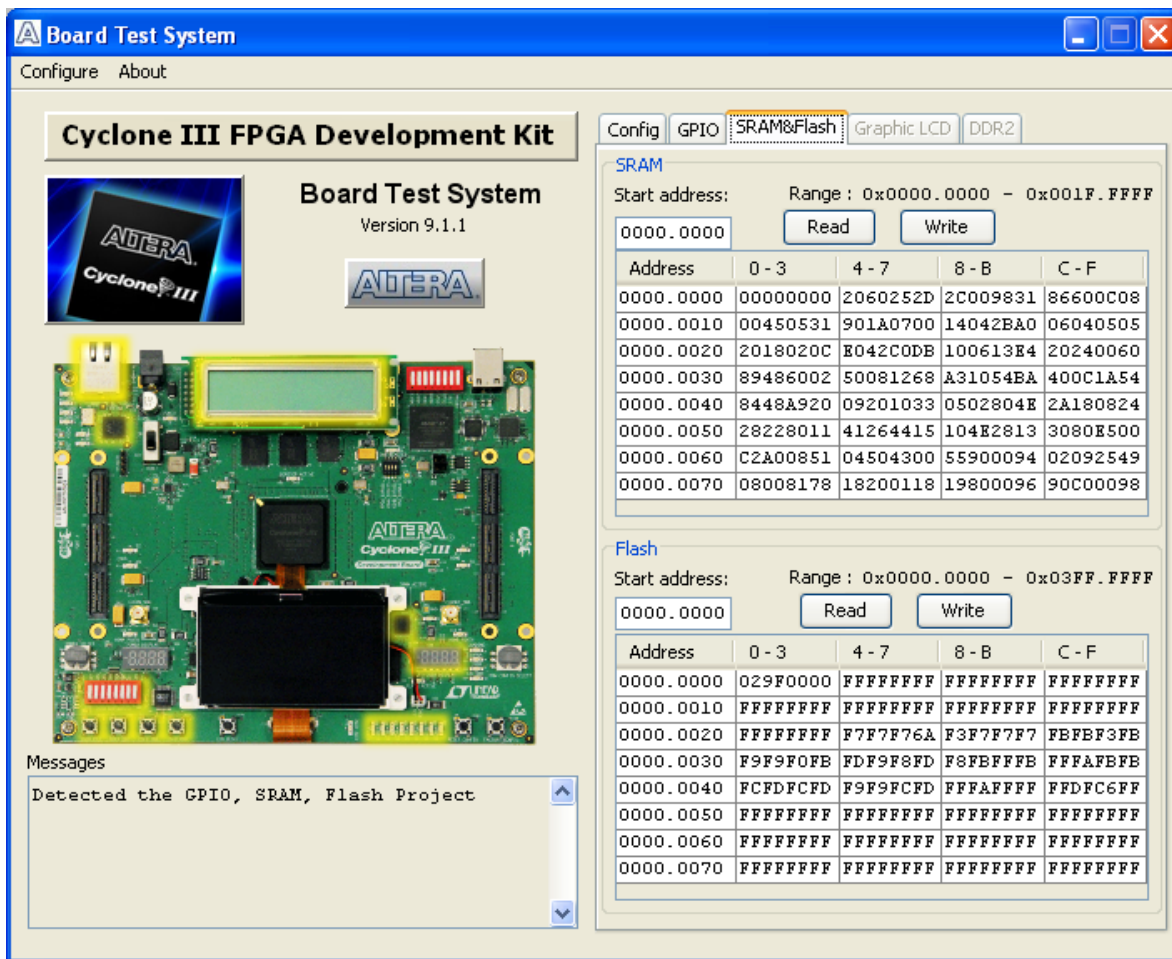 Board Test System
Configure About
Cyclone III FPGA Development Kit
ALTERA
Cyclone III
Board Test System
Version 9.1.1
ALTERA
ALTERA
Cyclone III
Messages
Detected the GPIO, SRAM, Flash Project
Config GPIO SRAM&Flash Graphic LCD DDR2
SRAM
Start address: Range : 0x0000.0000 - 0x001F.FFFF
0000.0000 Read Write
Address 0 - 3 4 - 7 8 - B C - F
0000.0000 00000000 2060252D 2C009831 86600C08
0000.0010 00450531 901A0700 14042BA0 06040505
0000.0020 2018020C E042C0DB 100613E4 20240060
0000.0030 89486002 50081268 A31054BA 400C1A54
0000.0040 8448A920 09201033 0502804E 2A180824
0000.0050 28228011 41264415 104E2813 3080E500
0000.0060 C2A00851 04504300 55900094 02092549
0000.0070 08008178 18200118 19800096 90C00098
Flash
Start address: Range : 0x0000.0000 - 0x03FF.FFFF
0000.0000 Read Write
Address 0 - 3 4 - 7 8 - B C - F
0000.0000 029F0000 FFFFFFFF FFFFFFFF FFFFFFFF
0000.0010 FFFFFFFF FFFFFFFF FFFFFFFF FFFFFFFF
0000.0020 FFFFFFFF F7F7F76A F3F7F7F7 FBFBF3FB
0000.0030 F9F9F0FB FDF9F8FD F8FBFFFB FFFAFBFB
0000.0040 FCFDFCFD F9F9FCFD FFFAFFFF FFDFC6FF
0000.0050 FFFFFFFF FFFFFFFF FFFFFFFF FFFFFFFF
0000.0060 FFFFFFFF FFFFFFFF FFFFFFFF FFFFFFFF
0000.0070 FFFFFFFF FFFFFFFF FFFFFFFF FFFFFFFF